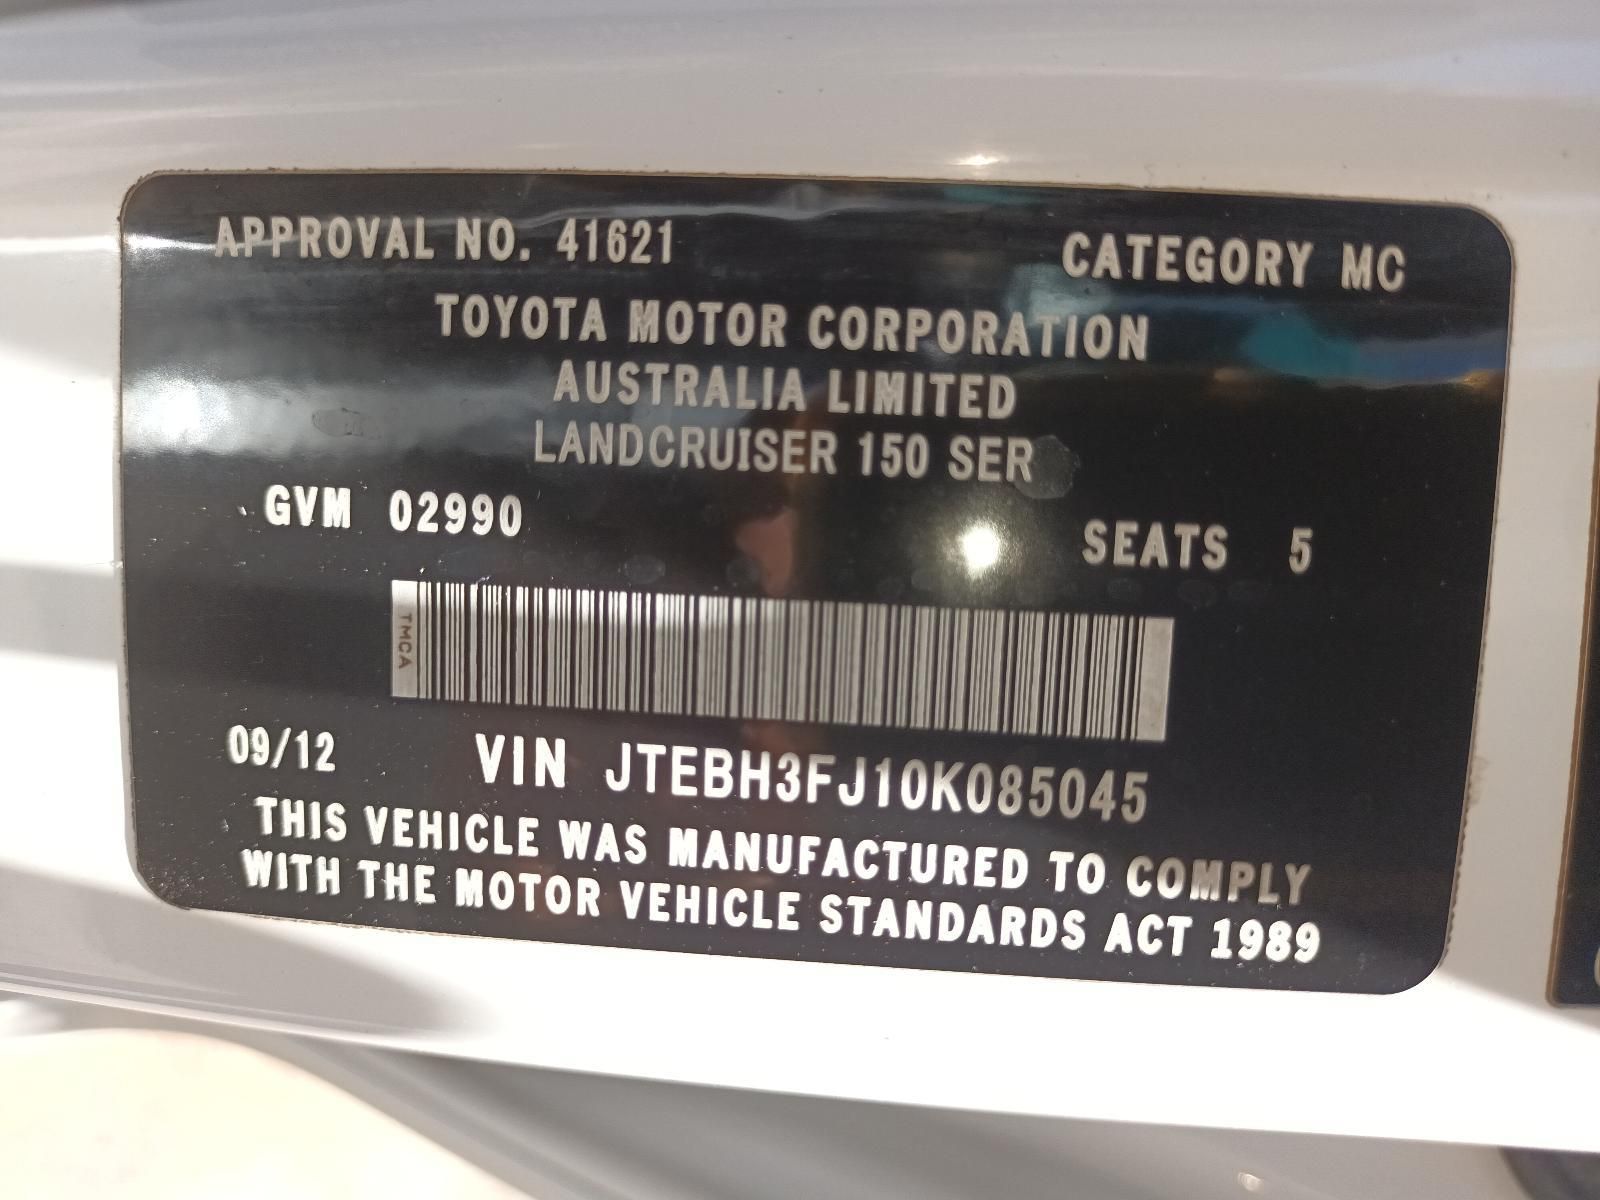 APPROVAL NO. 41621 CATEGORY MC
TOYOTA MOTOR CORPORATION
AUSTRALIA LIMITED
LANDCRUISER 150 SER
GVM 02990 SEATS 5
TMCA
09/12 VIN JTEBH3FJ10K085045
THIS VEHICLE WAS MANUFACTURED TO COMPLY
WITH THE MOTOR VEHICLE STANDARDS ACT 1989